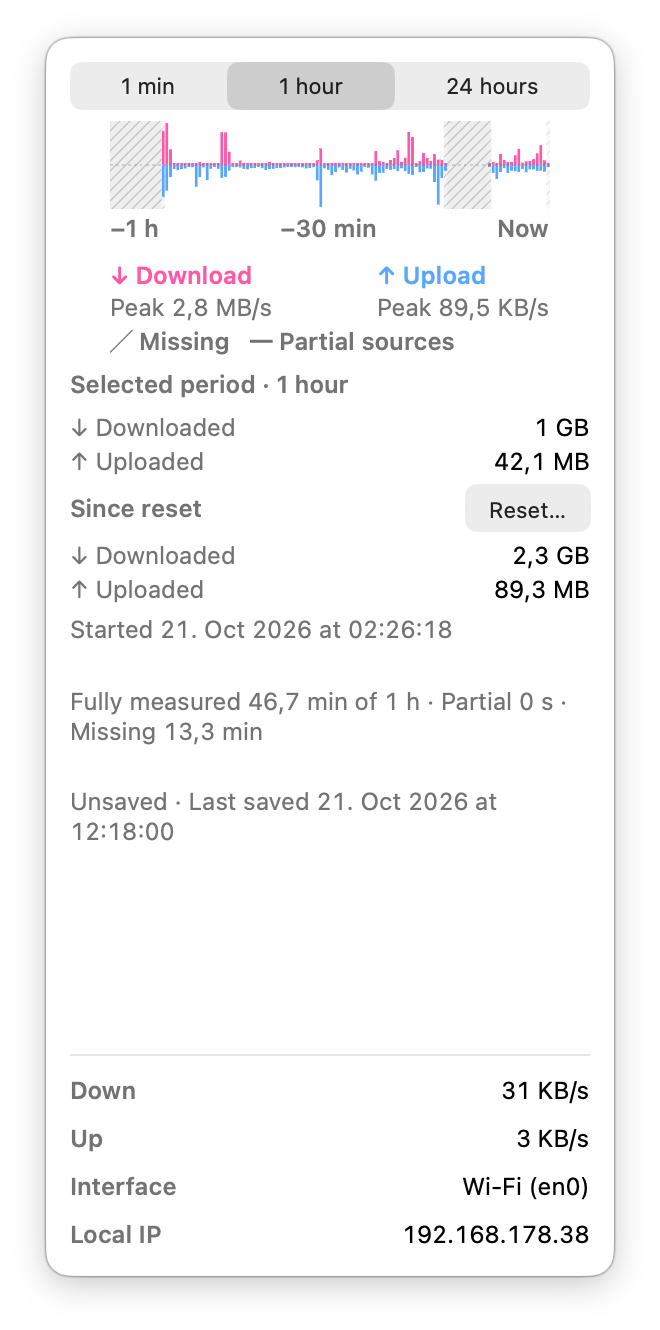 1 min 1 hour 24 hours
−1 h −30 min Now
↓ Download ↑ Upload
Peak 2,8 MB/s Peak 89,5 KB/s
Missing Partial sources
Selected period · 1 hour
↓ Downloaded 1 GB
↑ Uploaded 42,1 MB
Since reset Reset...
↓ Downloaded 2,3 GB
↑ Uploaded 89,3 MB
Started 21. Oct 2026 at 02:26:18
Fully measured 46,7 min of 1 h · Partial 0 s ·
Missing 13,3 min
Unsaved · Last saved 21. Oct 2026 at
12:18:00
Down 31 KB/s
Up 3 KB/s
Interface Wi-Fi (en0)
Local IP 192.168.178.38